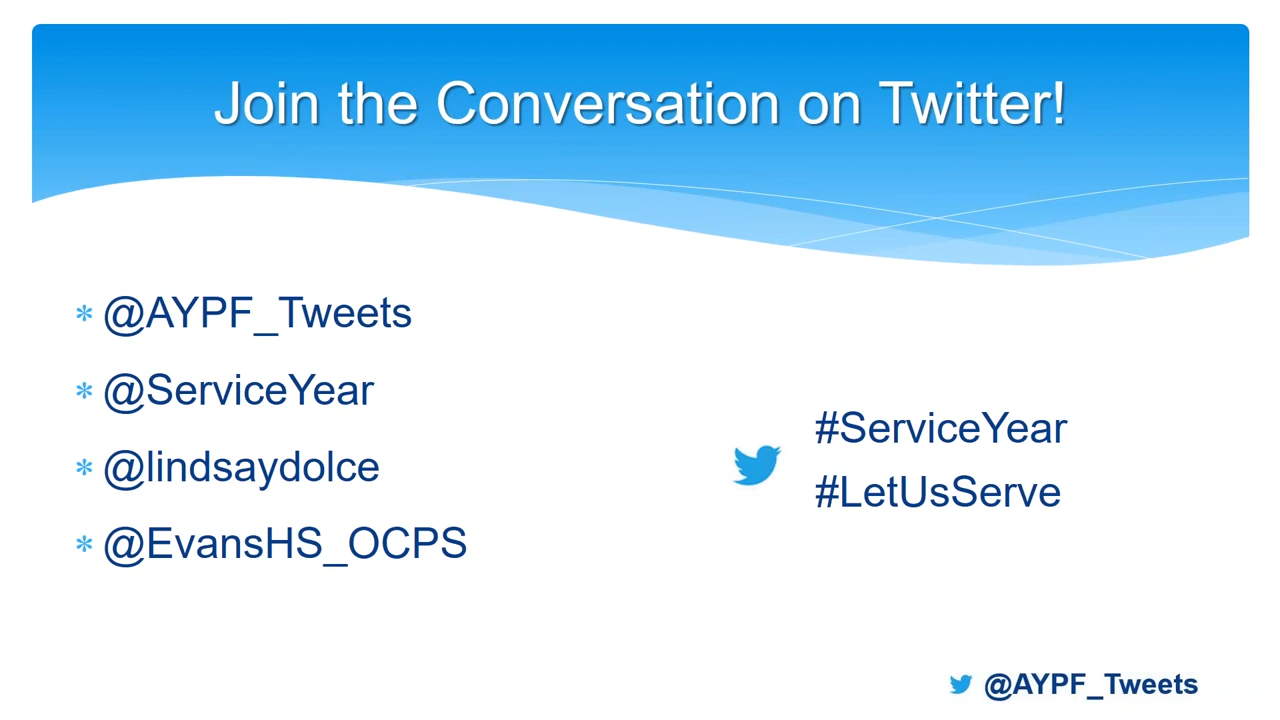 Join the Conversation on Twitter!
@AYPF_Tweets
@ServiceYear
@lindsaydolce
@EvansHS_OCPS
#ServiceYear
#LetUsServe
@AYPF_Tweets